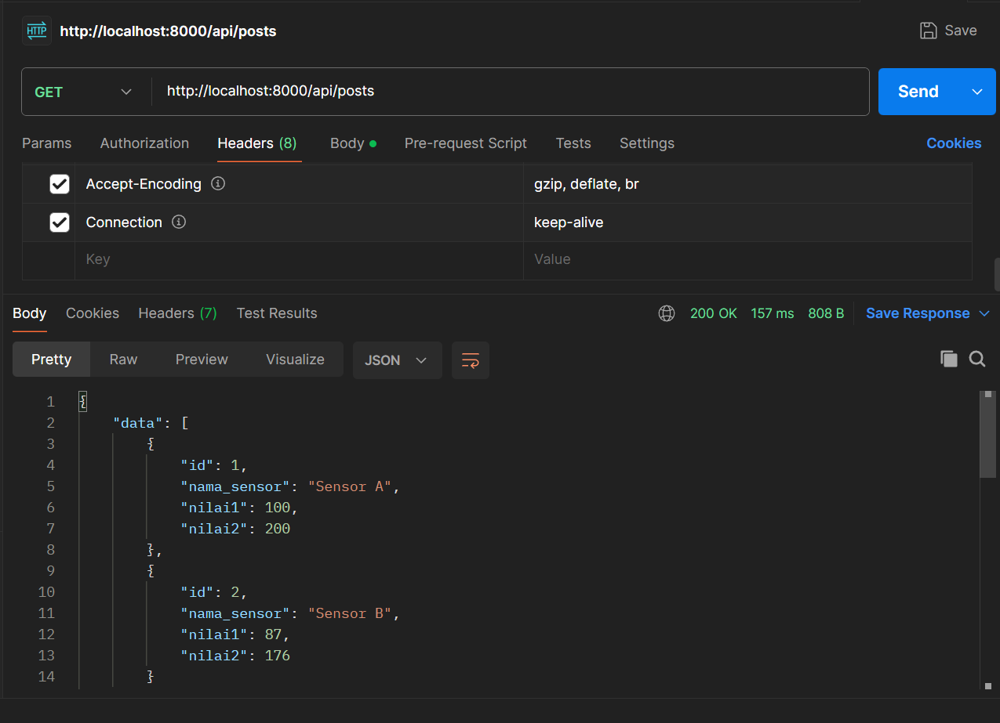 HTTP http://localhost:8000/api/posts Save
GET http://localhost:8000/api/posts Send
Params Authorization Headers (8) Body Pre-request Script Tests Settings Cookies
Accept-Encoding gzip, deflate, br
Connection keep-alive
Key Value
Body Cookies Headers (7) Test Results 200 OK 157 ms 808 B Save Response
Pretty Raw Preview Visualize JSON
1 {
2 "data": [
3 {
4 "id": 1,
5 "nama_sensor": "Sensor A",
6 "nilai1": 100,
7 "nilai2": 200
8 },
9 {
10 "id": 2,
11 "nama_sensor": "Sensor B",
12 "nilai1": 87,
13 "nilai2": 176
14 }